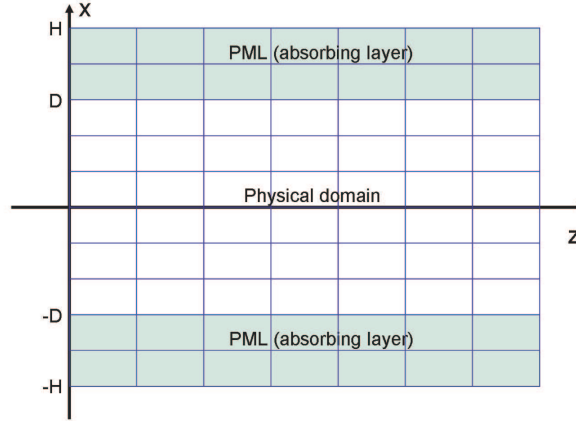 X
H
PML (absorbing layer)
D
Physical domain
Z
-D
PML (absorbing layer)
-H